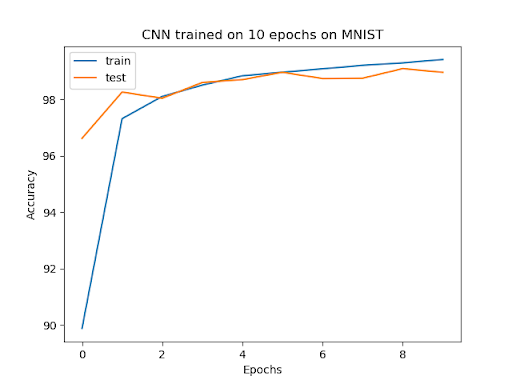 CNN trained on 10 epochs on MNIST
train
test
98
96
94
92
90
Accuracy
0 2 4 6 8
Epochs